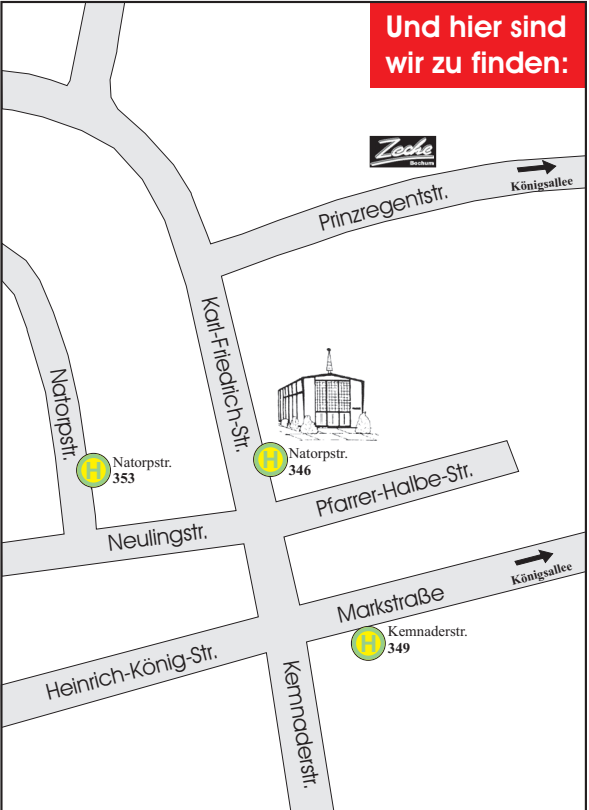 Und hier sind
wir zu finden:
Zeche
Bochum
Königsallee
Prinzregentstr.
Karl-Friedrich-Str.
Natorpstr.
Natorpstr.
353
H
Natorpstr.
346
H
Pfarrer-Halbe-Str.
Neulingstr.
Königsallee
Markstraße
Kemnaderstr.
349
H
Heinrich-König-Str.
Kemnaderstr.